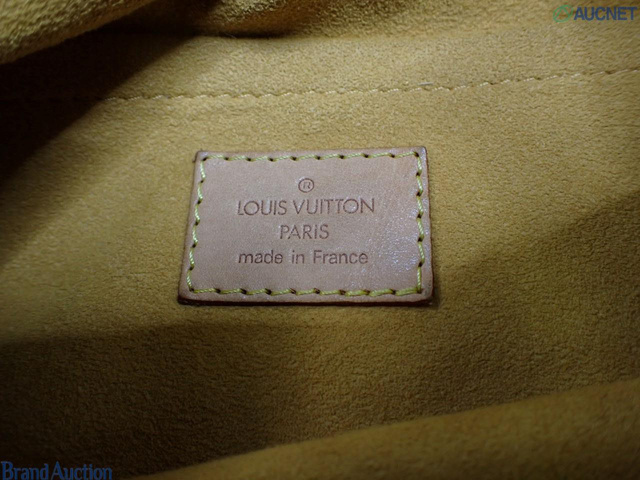 AUCNET
®
LOUIS VUITTON
PARIS
made in France
Brand Auction